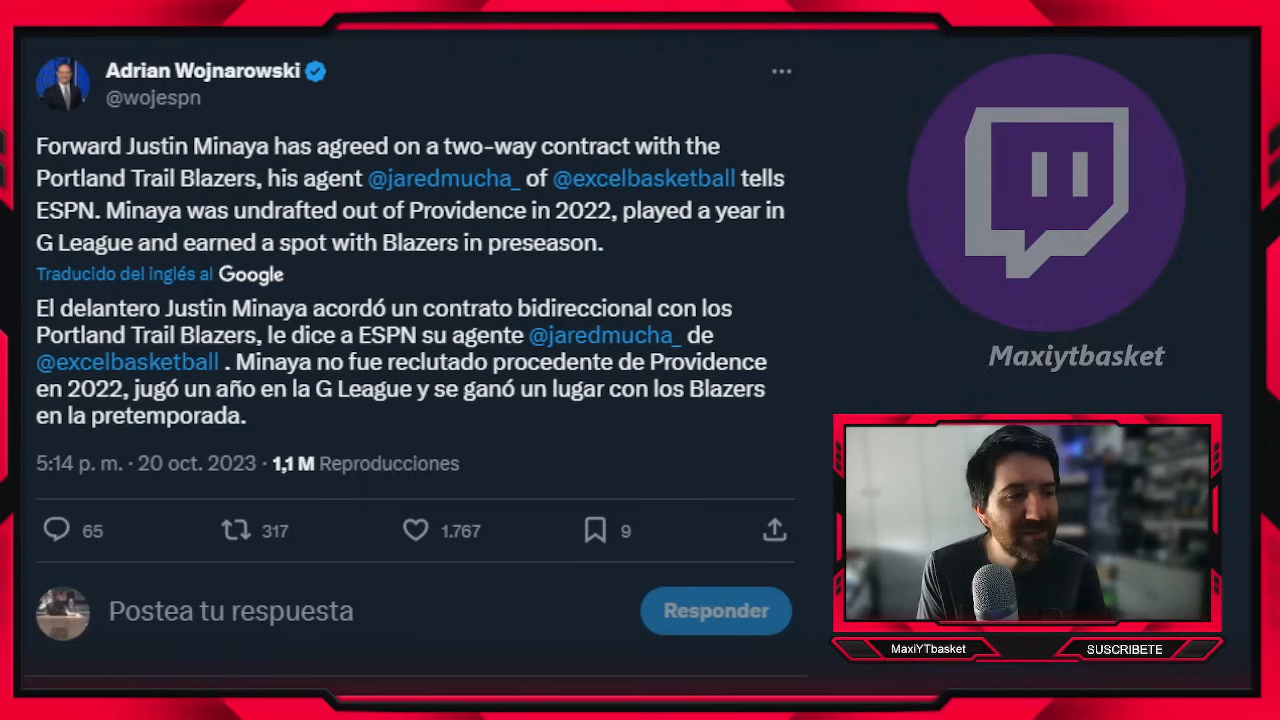 Adrian Wojnarowski
@wojespn
Forward Justin Minaya has agreed on a two-way contract with the
Portland Trail Blazers, his agent @jaredmucha_ of @excelbasketball tells
ESPN. Minaya was undrafted out of Providence in 2022, played a year in
G League and earned a spot with Blazers in preseason.
Traducido del inglés al Google
El delantero Justin Minaya acordó un contrato bidireccional con los
Portland Trail Blazers, le dice a ESPN su agente @jaredmucha_ de
@excelbasketball . Minaya no fue reclutado procedente de Providence
en 2022, jugó un año en la G League y se ganó un lugar con los Blazers
en la pretemporada.
5:14 p. m. · 20 oct. 2023 · 1,1 M Reproducciones
65 317 1.767 9
Postea tu respuesta
Responder
Maxiytbasket
MaxiYTbasket
SUSCRIBETE